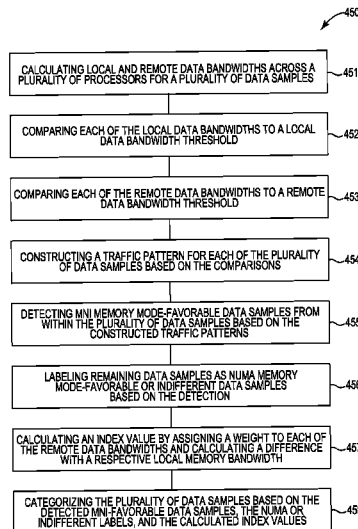 450
CALCULATING LOCAL AND REMOTE DATA BANDWIDTHS ACROSS A
PLURALITY OF PROCESSORS FOR A PLURALITY OF DATA SAMPLES
451
COMPARING EACH OF THE LOCAL DATA BANDWIDTHS TO A LOCAL
DATA BANDWIDTH THRESHOLD
452
COMPARING EACH OF THE REMOTE DATA BANDWIDTHS TO A REMOTE
DATA BANDWIDTH THRESHOLD
453
CONSTRUCTING A TRAFFIC PATTERN FOR EACH OF THE PLURALITY
OF DATA SAMPLES BASED ON THE COMPARISONS
454
DETECTING MNI MEMORY MODE-FAVORABLE DATA SAMPLES FROM
WITHIN THE PLURALITY OF DATA SAMPLES BASED ON THE
CONSTRUCTED TRAFFIC PATTERNS
455
LABELING REMAINING DATA SAMPLES AS NUMA MEMORY
MODE-FAVORABLE OR INDIFFERENT DATA SAMPLES
BASED ON THE DETECTION
456
CALCULATING AN INDEX VALUE BY ASSIGNING A WEIGHT TO EACH OF
THE REMOTE DATA BANDWIDTHS AND CALCULATING A DIFFERENCE
WITH A RESPECTIVE LOCAL MEMORY BANDWIDTH
457
CATEGORIZING THE PLURALITY OF DATA SAMPLES BASED ON THE
DETECTED MNI-FAVORABLE DATA SAMPLES, THE NUMA OR
INDIFFERENT LABELS, AND THE CALCULATED INDEX VALUES